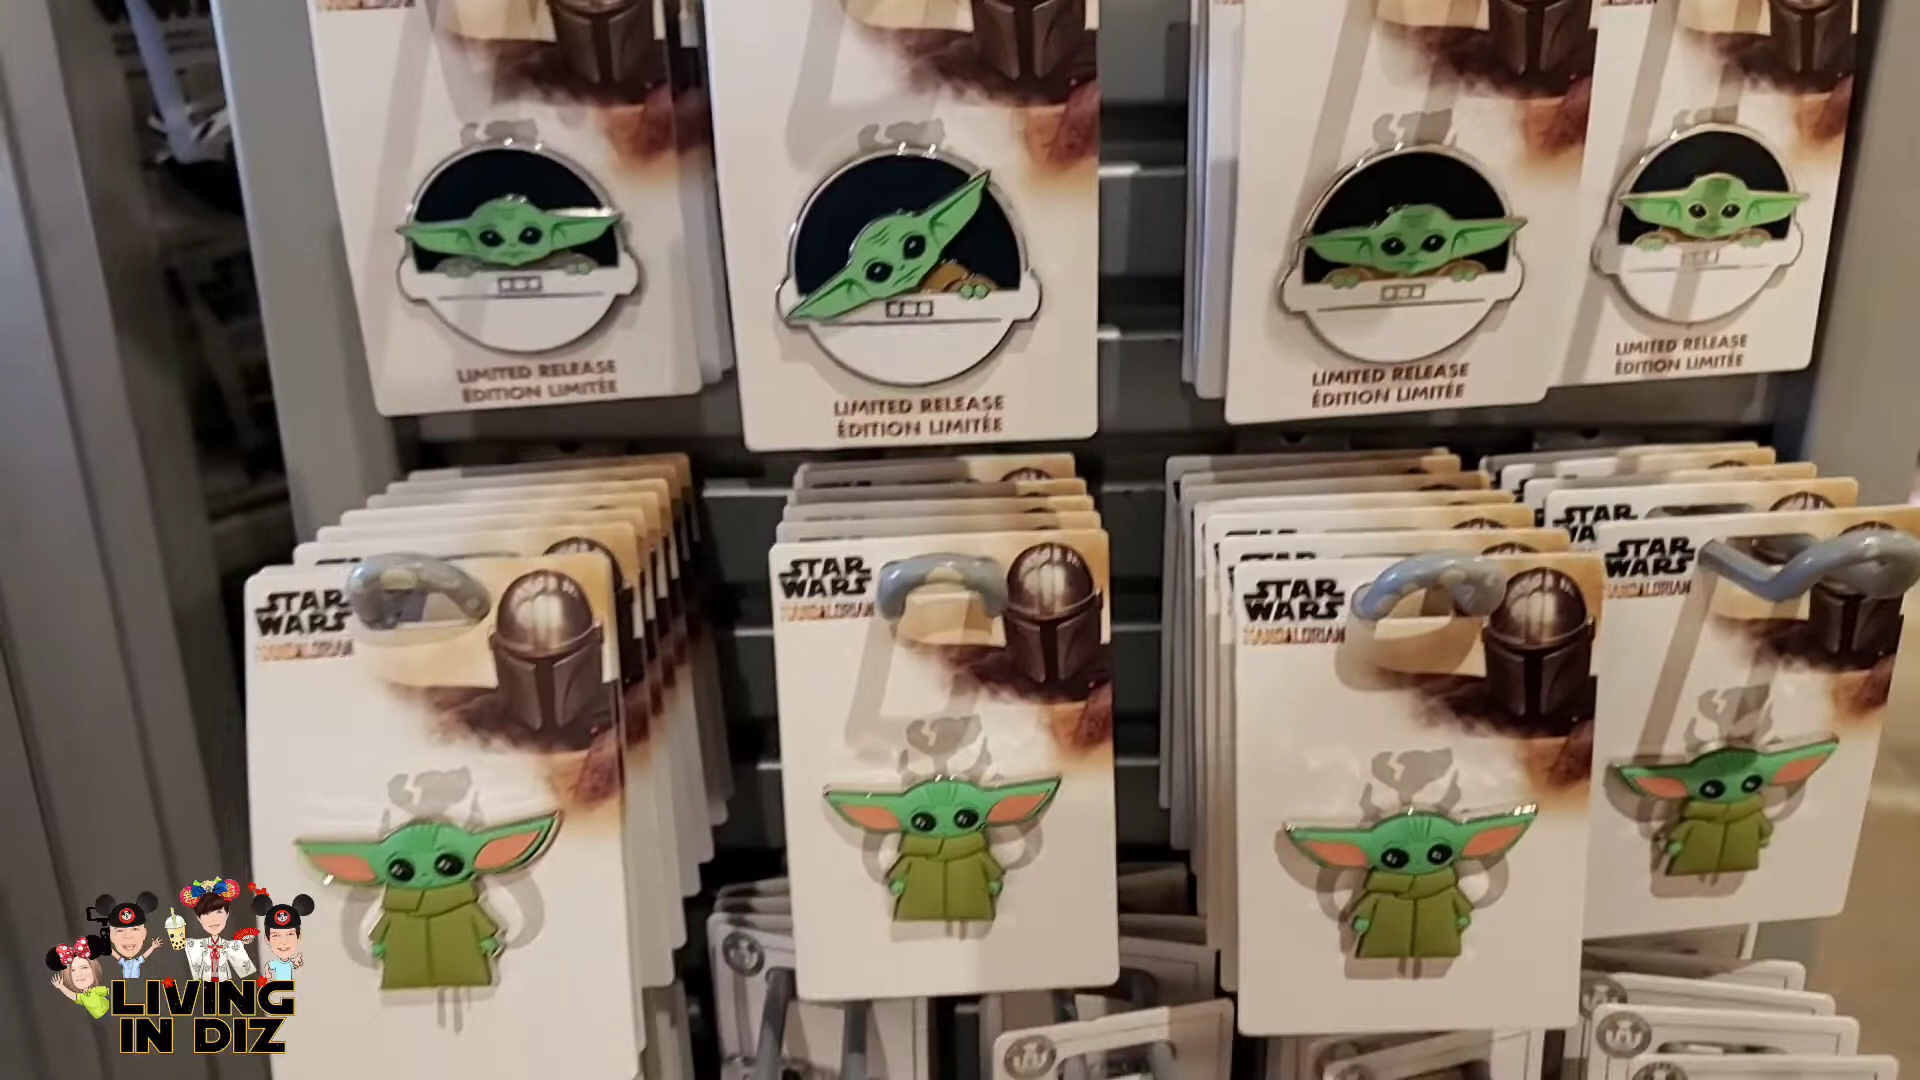 LIMITED RELEASE
ÉDITION LIMITÉE
LIMITED RELEASE
ÉDITION LIMITÉE
LIMITED RELEASE
ÉDITION LIMITÉE
LIMITED RELEASE
ÉDITION LIMITÉE
STAR
WARS
MANDALORIAN
STAR
WARS
MANDALORIAN
STAR
WARS
MANDALORIAN
STAR
STAR
WARS
MANDALORIAN
LIVING
IN DIZ